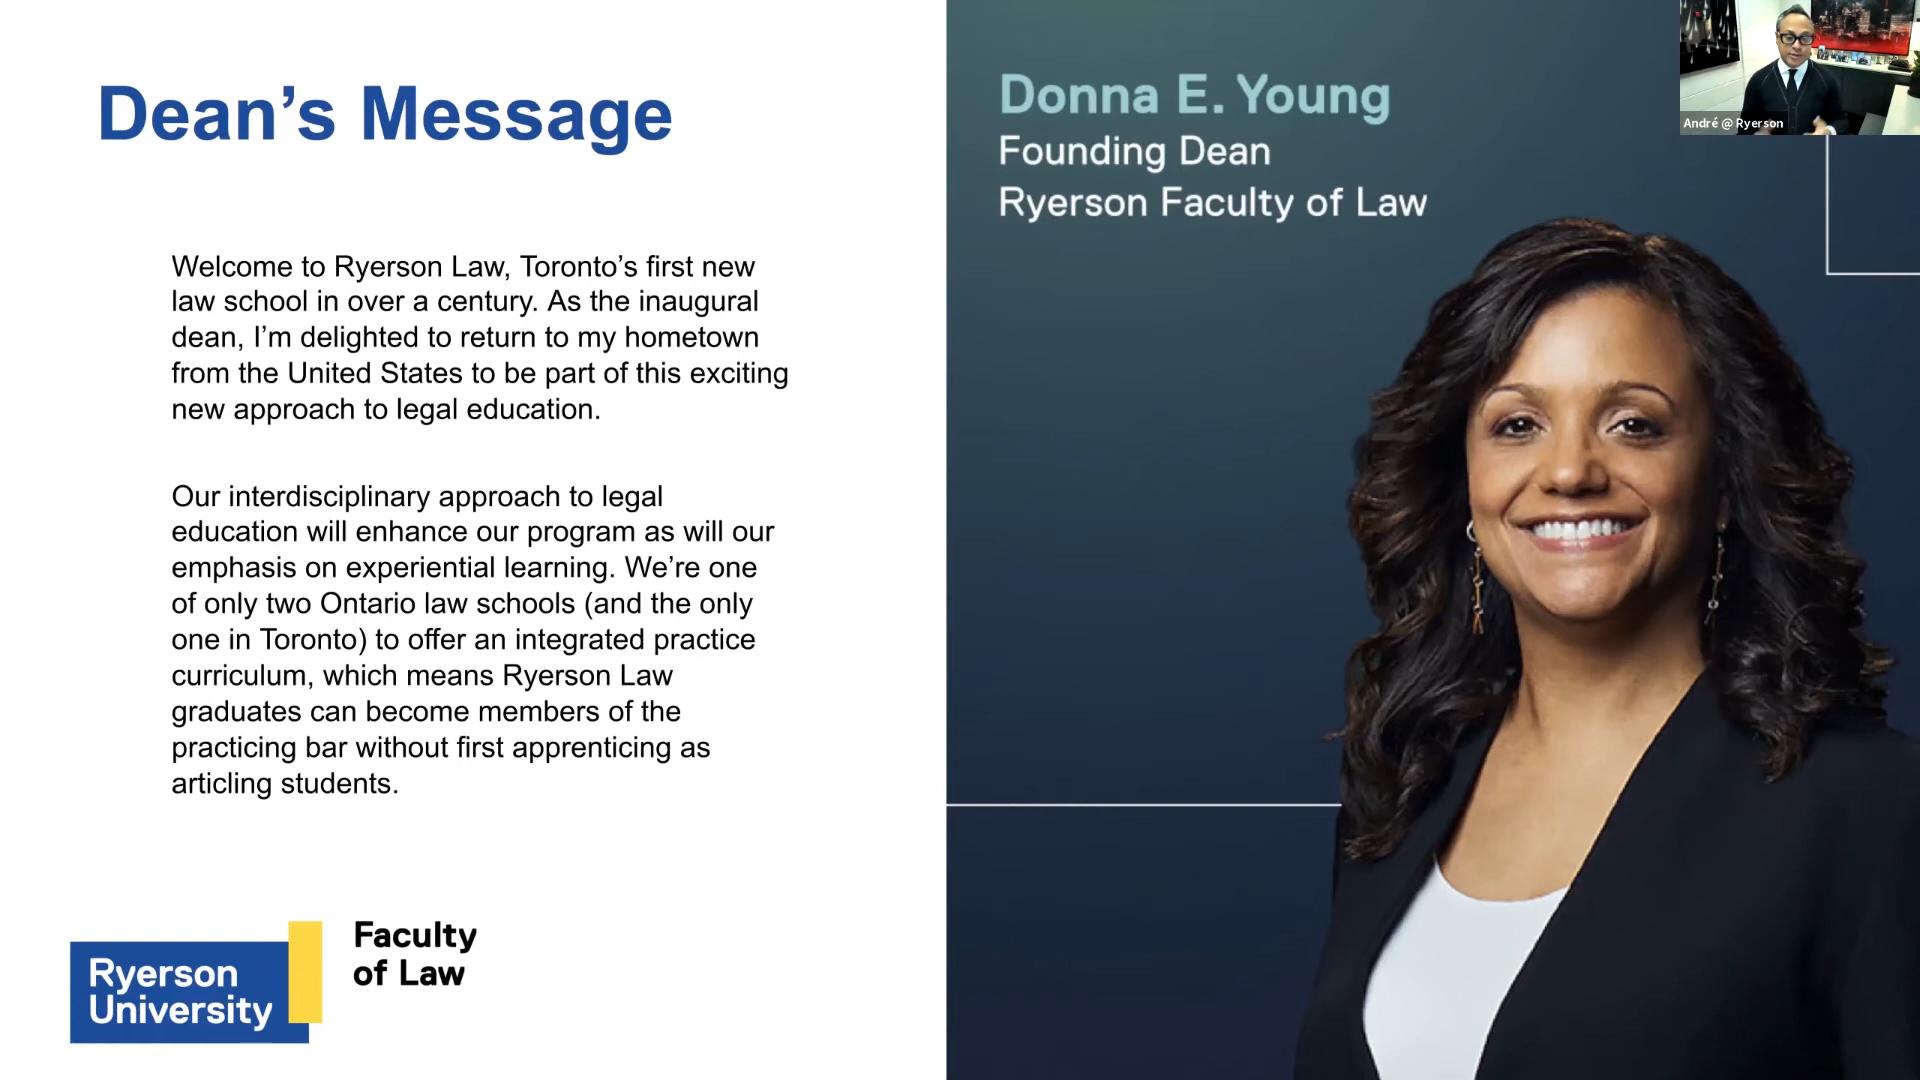 Dean’s Message
Welcome to Ryerson Law, Toronto’s first new
law school in over a century. As the inaugural
dean, I’m delighted to return to my hometown
from the United States to be part of this exciting
new approach to legal education.
Our interdisciplinary approach to legal
education will enhance our program as will our
emphasis on experiential learning. We’re one
of only two Ontario law schools (and the only
one in Toronto) to offer an integrated practice
curriculum, which means Ryerson Law
graduates can become members of the
practicing bar without first apprenticing as
articling students.
Ryerson
University
Faculty
of Law
Donna E. Young
Founding Dean
Ryerson Faculty of Law
André @ Ryerson